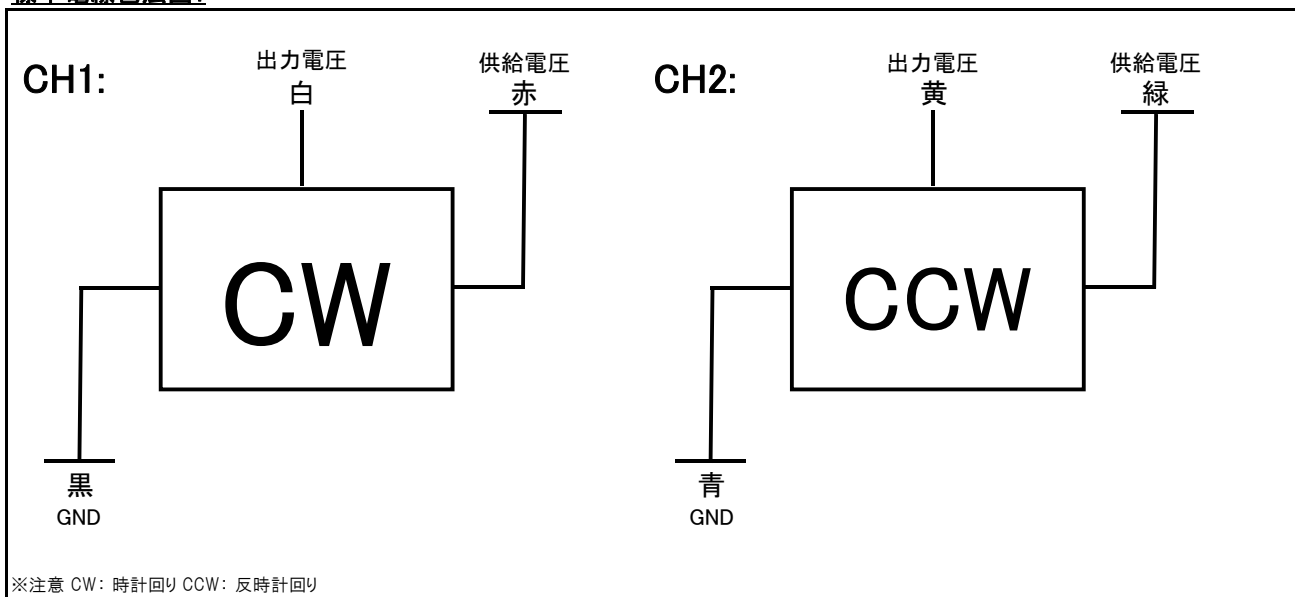 CH1:
出力電圧
白
供給電圧
赤
CW
黒
GND
CH2:
出力電圧
黄
供給電圧
緑
CCW
青
GND
※注意 CW: 時計回り CCW: 反時計回り